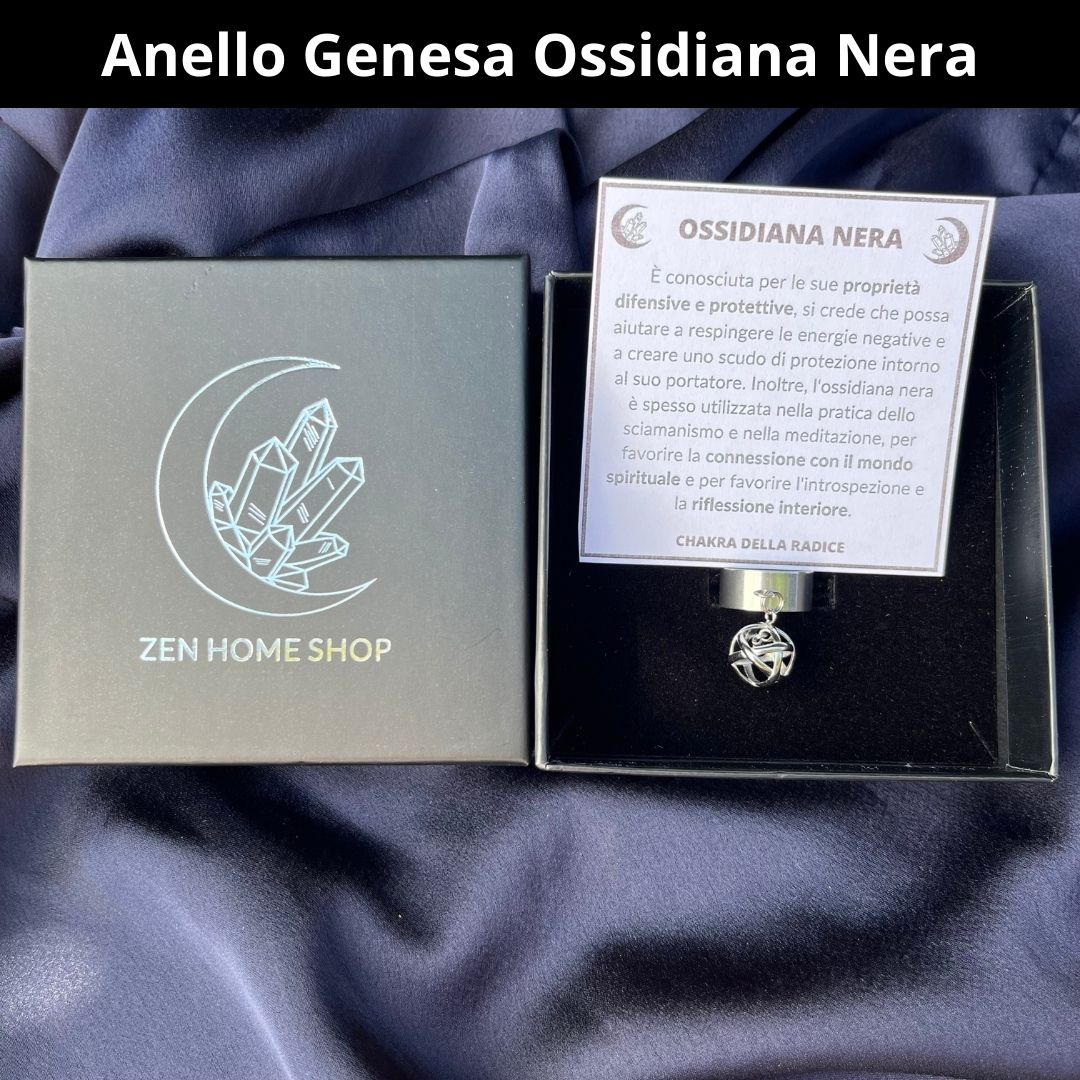 Anello Genesa Ossidiana Nera
OSSIDIANA NERA
È conosciuta per le sue proprietà
difensive e protettive, si crede che possa
aiutare a respingere le energie negative e
a creare uno scudo di protezione intorno
al suo portatore. Inoltre, l'ossidiana nera
è spesso utilizzata nella pratica dello
sciamanismo e nella meditazione, per
favorire la connessione con il mondo
spirituale e per favorire l'introspezione e
la riflessione interiore.
CHAKRA DELLA RADICE
ZEN HOME SHOP